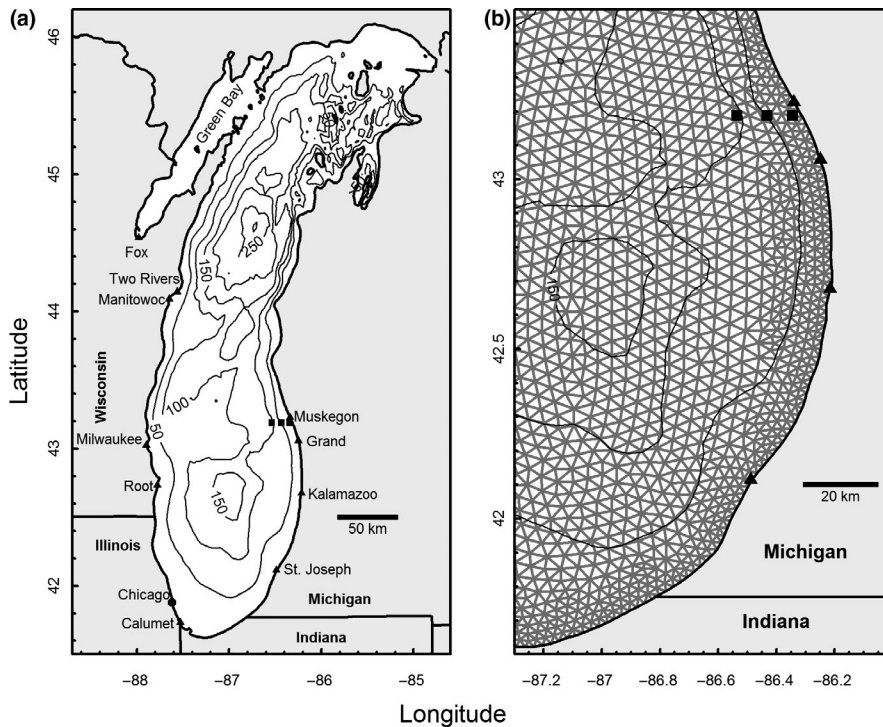 (a)
(b)
Latitude
46
45
44
43
42
Green Bay
250
Fox
150
Two Rivers
Manitowoc
Wisconsin
100
50
Muskegon
Milwaukee
Grand
Root
150
Kalamazoo
50 km
Illinois
St. Joseph
Chicago
Michigan
Calumet
Indiana
−88
−87
−86
−85
43
42.5
42
150
20 km
Michigan
Indiana
−87.2
−87
−86.8
−86.6
−86.4
−86.2
Longitude